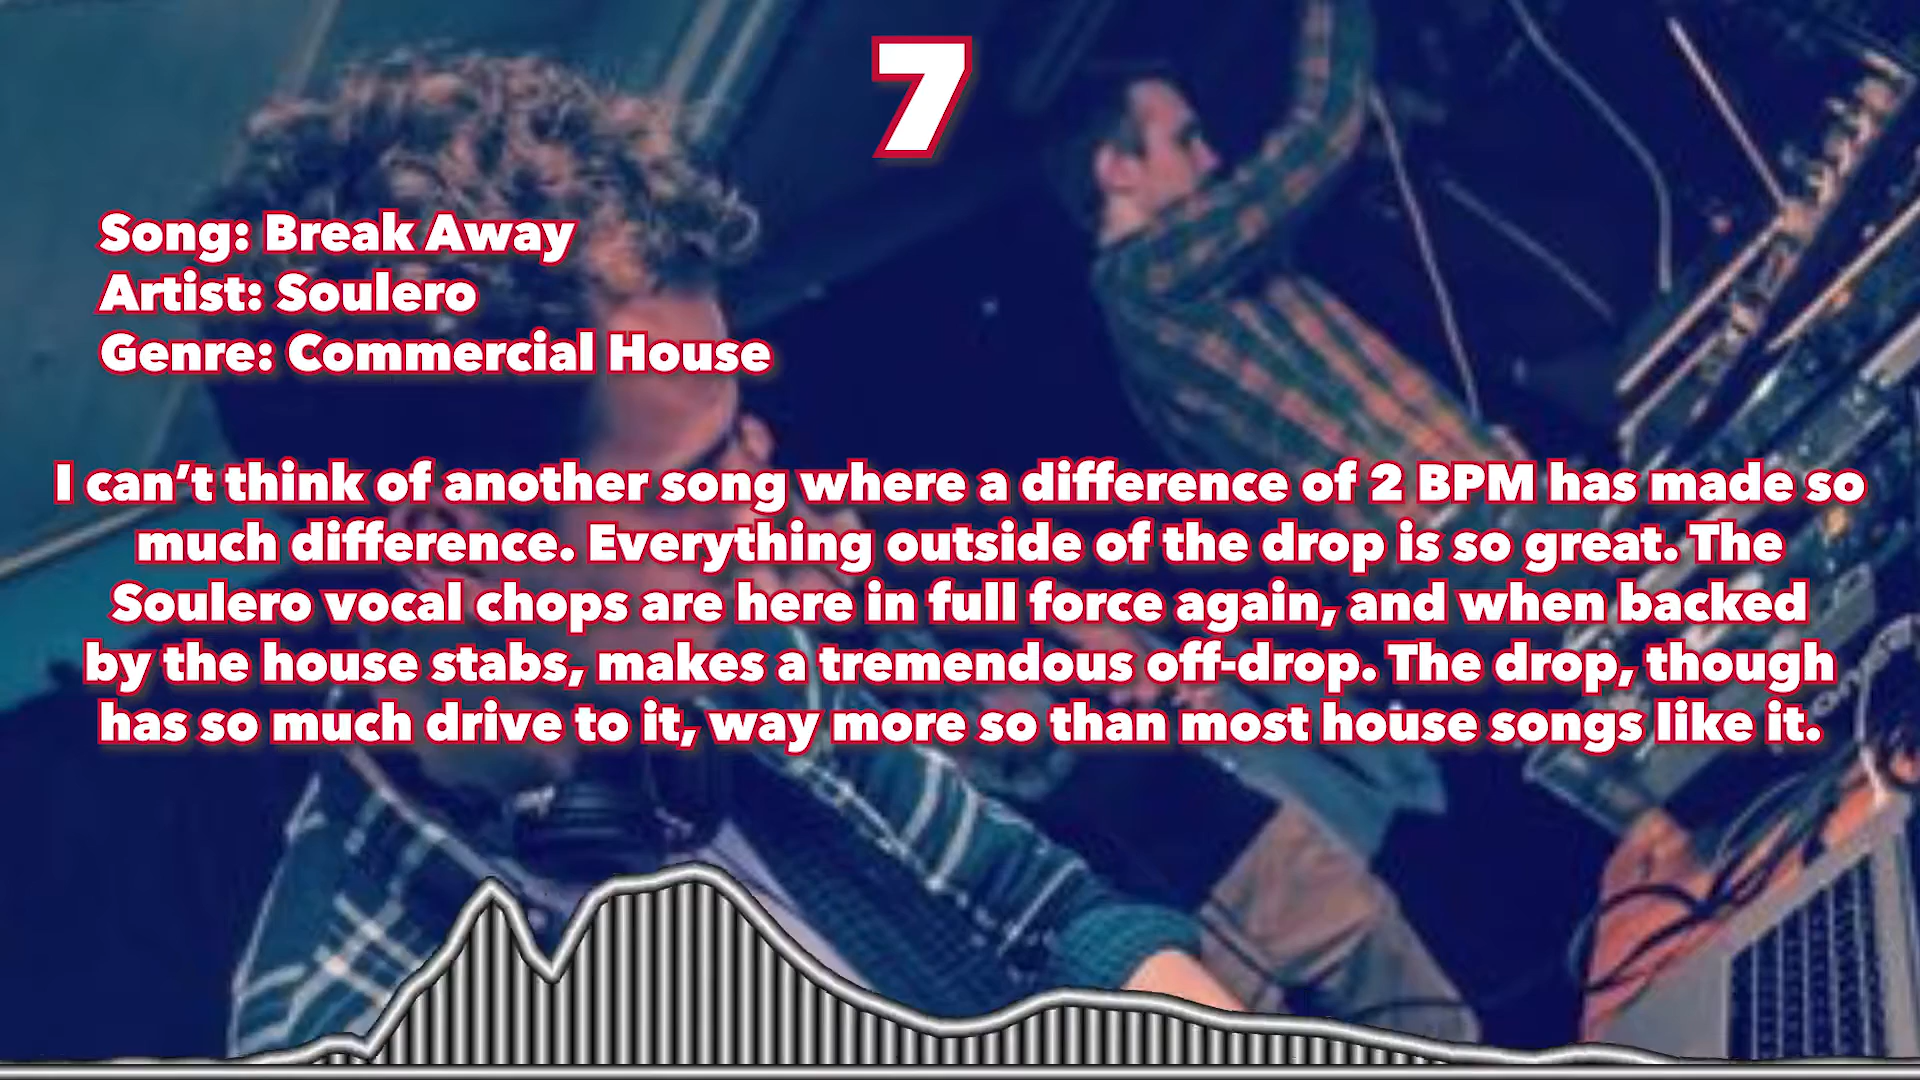 7
Song: Break Away
Artist: Soulero
Genre: Commercial House
I can’t think of another song where a difference of 2 BPM has made so
much difference. Everything outside of the drop is so great. The
Soulero vocal chops are here in full force again, and when backed
by the house stabs, makes a tremendous off-drop. The drop, though
has so much drive to it, way more so than most house songs like it.